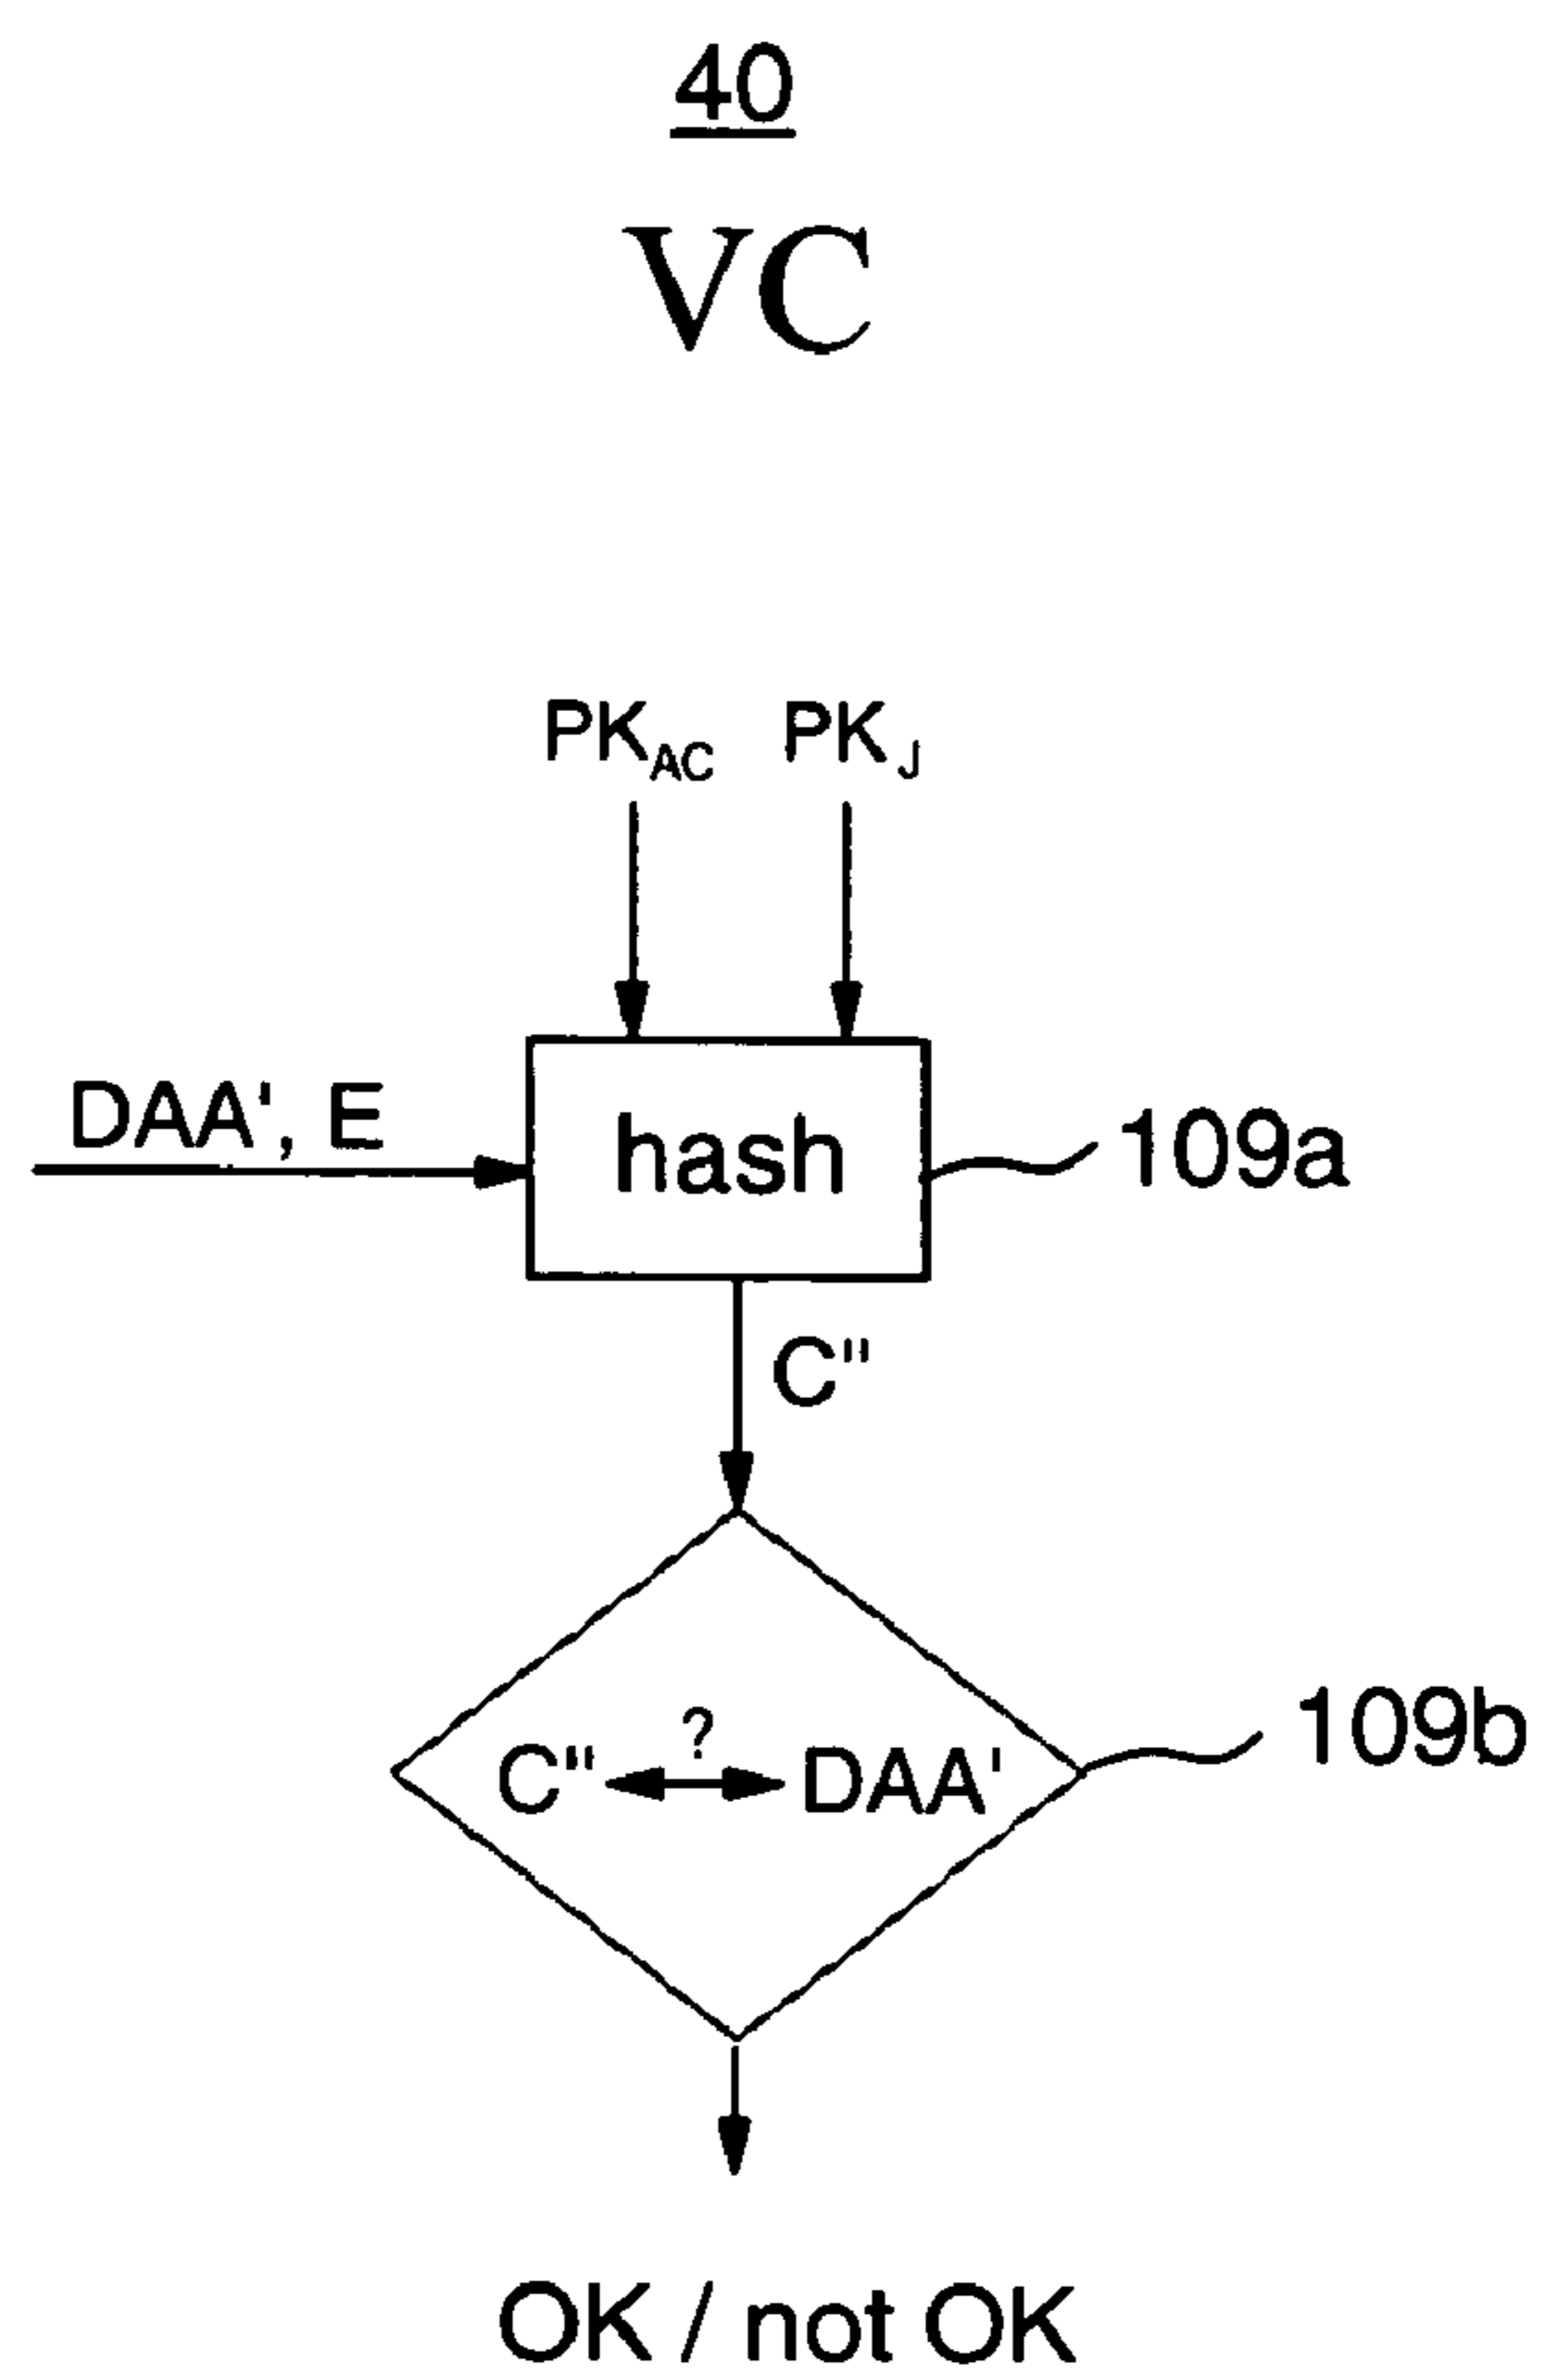 40
VC
PKAC PKJ
DAA', E
hash
109a
C"
?
C" DAA'
109b
OK / not OK